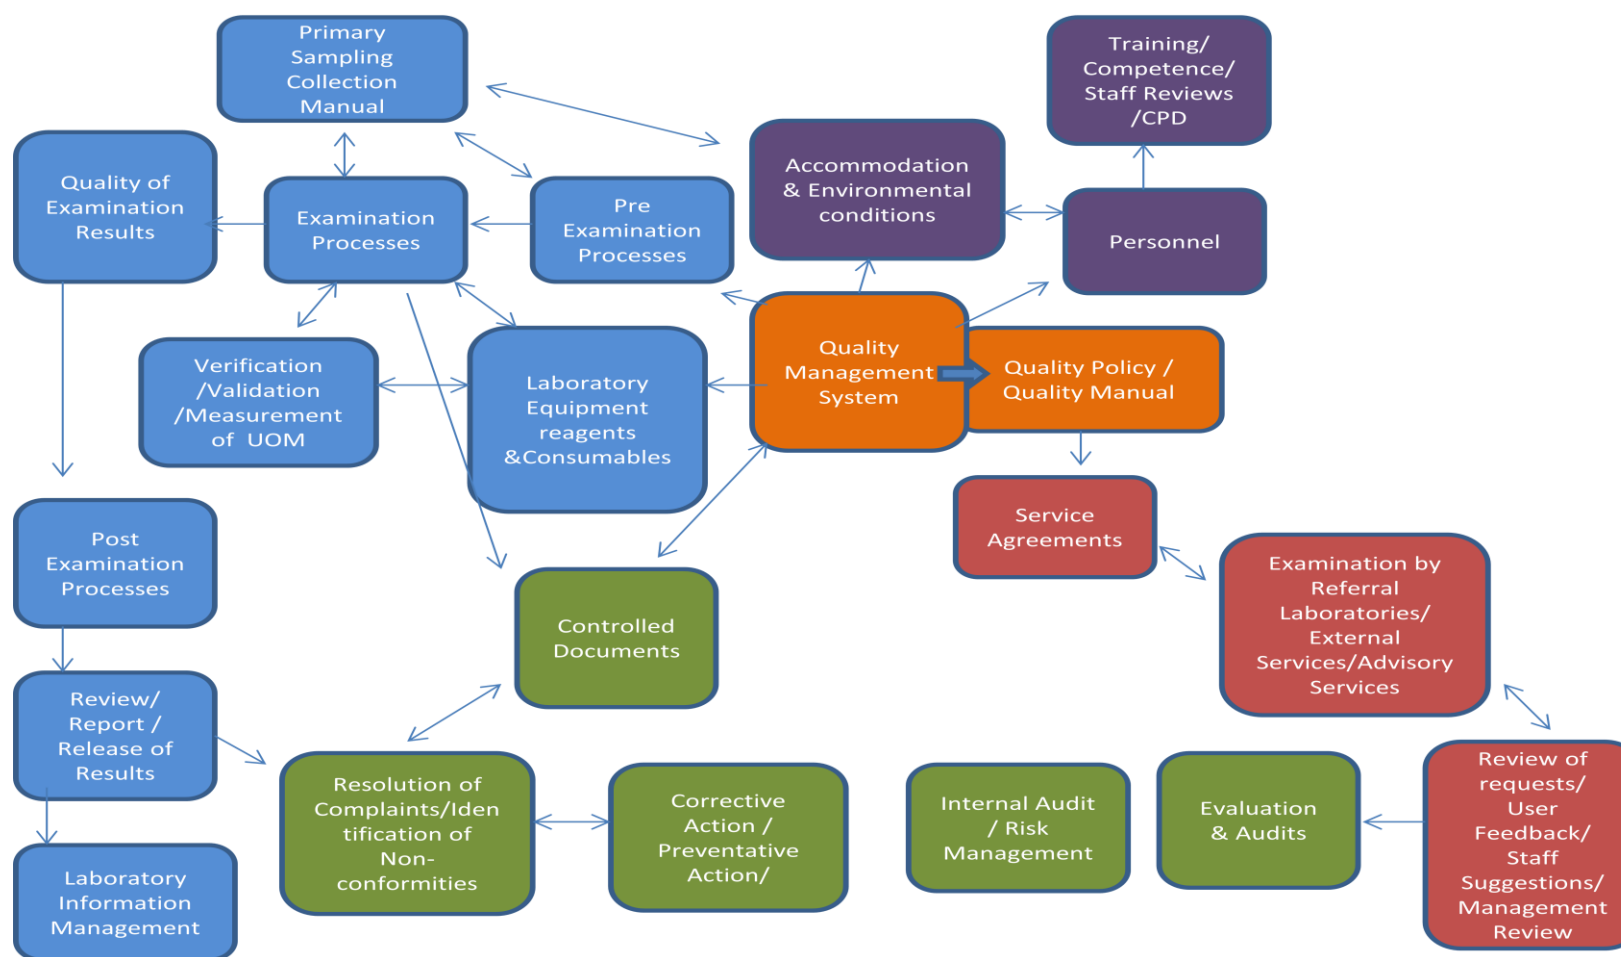 Primary
Sampling
Collection
Manual
Training/
Competence/
Staff Reviews
/CPD
Quality of
Examination
Results
Examination
Processes
Pre
Examination
Processes
Accommodation
& Environmental
conditions
Personnel
Verification
/Validation
/Measurement
of UOM
Laboratory
Equipment
reagents
&Consumables
Quality
Management
System
Quality Policy /
Quality Manual
Service
Agreements
Post
Examination
Processes
Controlled
Documents
Examination by
Referral
Laboratories/
External
Services/Advisory
Services
Review/
Report /
Release of
Results
Resolution of
Complaints/Iden
tification of
Non-
conformities
Corrective
Action /
Preventative
Action/
Internal Audit
/ Risk
Management
Evaluation
& Audits
Review of
requests/
User
Feedback/
Staff
Suggestions/
Management
Review
Laboratory
Information
Management